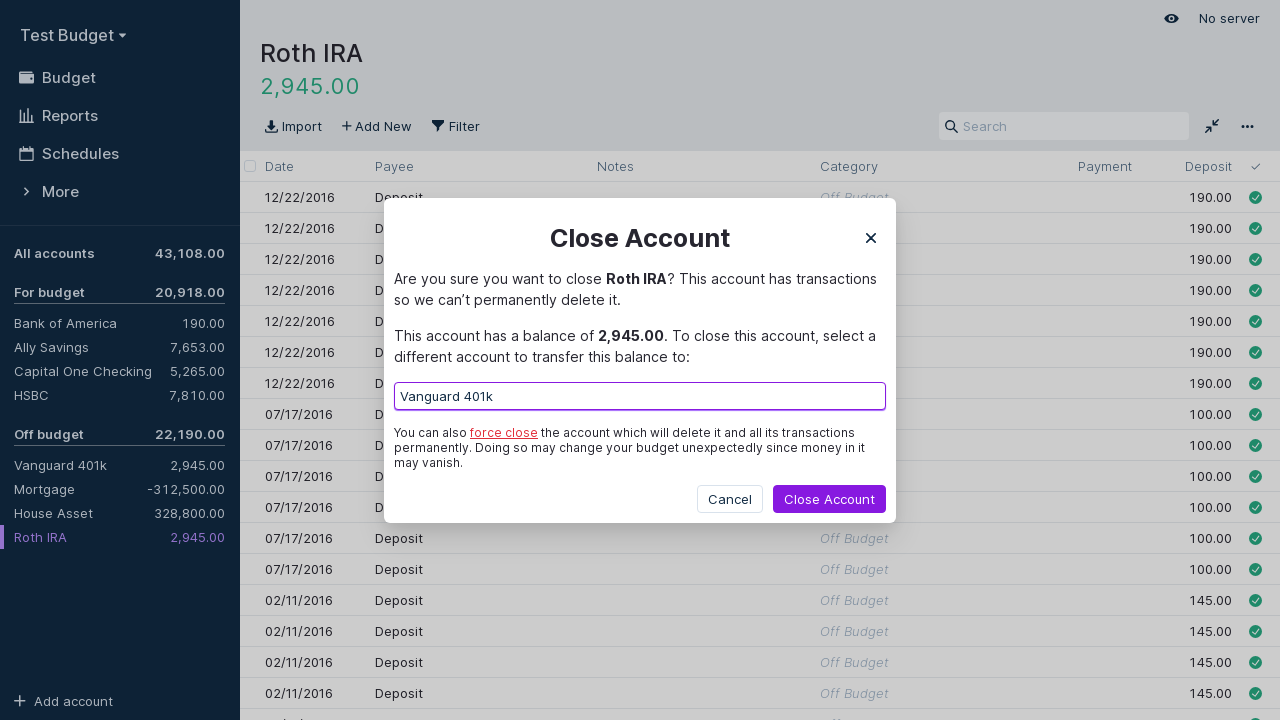 Test Budget
Budget
Reports
Schedules
More
All accounts 43,108.00
For budget 20,918.00
Bank of America 190.00
Ally Savings 7,653.00
Capital One Checking 5,265.00
HSBC 7,810.00
Off budget 22,190.00
Vanguard 401k 2,945.00
Mortgage -312,500.00
House Asset 328,800.00
Roth IRA 2,945.00
Add account
No server
Roth IRA
2,945.00
Import Add New Filter Search
Date Payee Notes Category Payment Deposit
12/22/2016 Deposit Off Budget 190.00
12/22/2016 190.00
12/22/2016 190.00
12/22/2016 190.00
12/22/2016 190.00
12/22/2016 190.00
12/22/2016 190.00
07/17/2016 100.00
07/17/2016 100.00
07/17/2016 100.00
07/17/2016 100.00
07/17/2016 Deposit Off Budget 100.00
07/17/2016 Deposit Off Budget 100.00
02/11/2016 Deposit Off Budget 145.00
02/11/2016 Deposit Off Budget 145.00
02/11/2016 Deposit Off Budget 145.00
02/11/2016 Deposit Off Budget 145.00
Close Account
Are you sure you want to close Roth IRA? This account has transactions
so we can’t permanently delete it.
This account has a balance of 2,945.00. To close this account, select a
different account to transfer this balance to:
Vanguard 401k
You can also force close the account which will delete it and all its transactions
permanently. Doing so may change your budget unexpectedly since money in it
may vanish.
Cancel Close Account